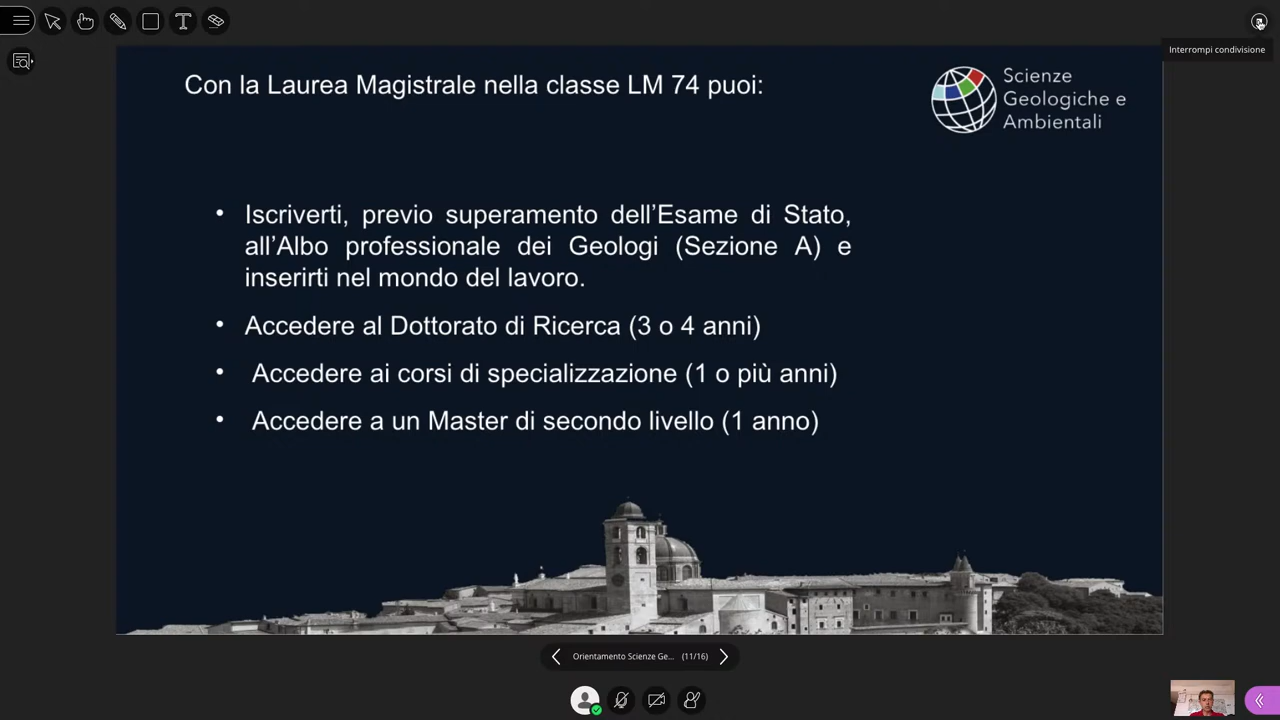 Interrompi condivisione
Con la Laurea Magistrale nella classe LM 74 puoi:
Scienze
Geologiche e
Ambientali
• Iscriverti, previo superamento dell’Esame di Stato,
all’Albo professionale dei Geologi (Sezione A) e
inserirti nel mondo del lavoro.
• Accedere al Dottorato di Ricerca (3 o 4 anni)
• Accedere ai corsi di specializzazione (1 o più anni)
• Accedere a un Master di secondo livello (1 anno)
Orientamento Scienze Ge... (11/16)